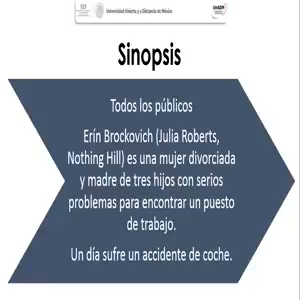 SEP
Universidad Abierta y a Distancia de México
UnADM
Sinopsis
Todos los públicos
Erín Brockovich (Julia Roberts,
Nothing Hill) es una mujer divorciada
y madre de tres hijos con serios
problemas para encontrar un puesto
de trabajo.
Un día sufre un accidente de coche.